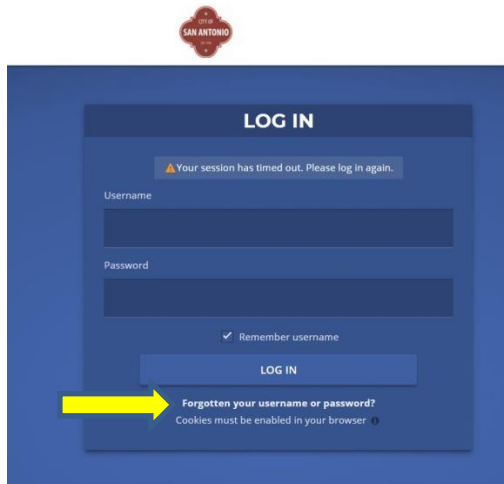 CITY OF
SAN ANTONIO
LOG IN
Your session has timed out. Please log in again.
Username
Password
Remember username
LOG IN
Forgotten your username or password?
Cookies must be enabled in your browser